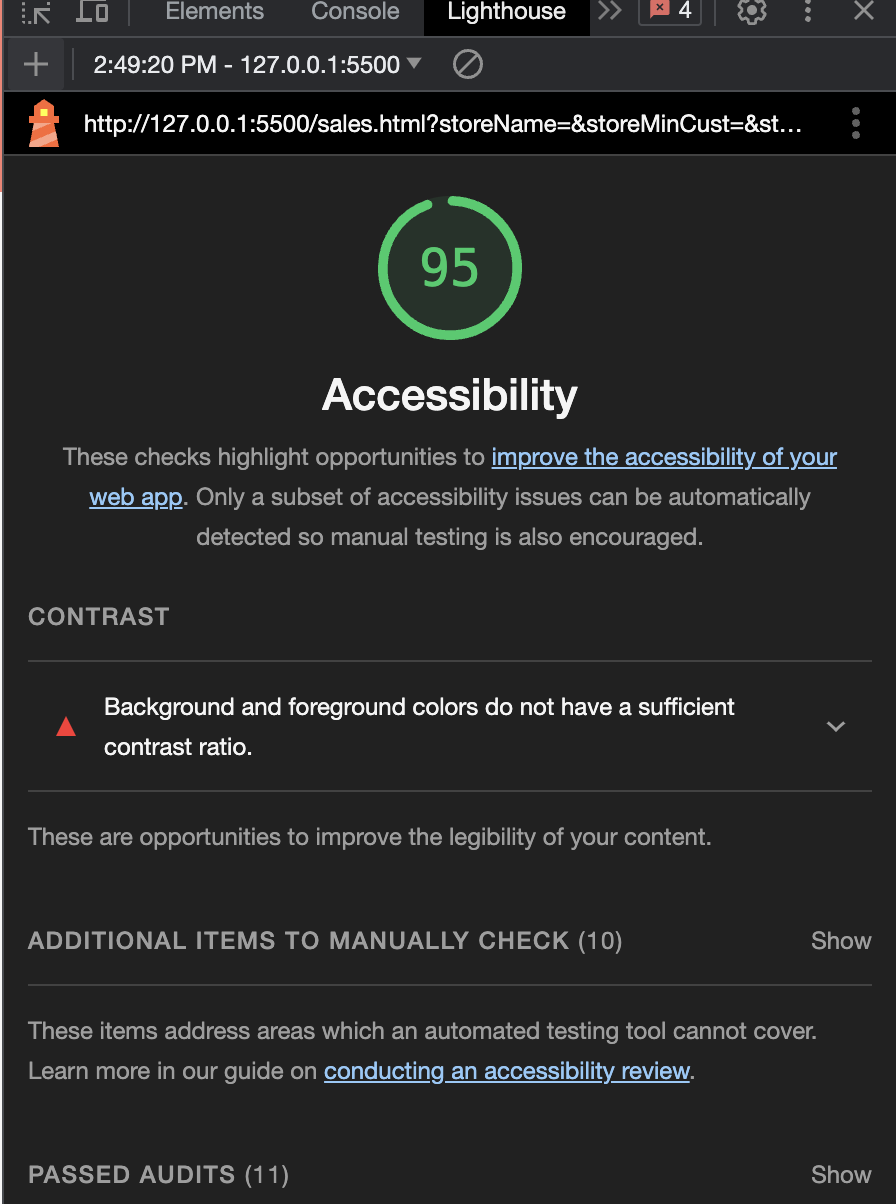 Elements Console Lighthouse 4
2:49:20 PM - 127.0.0.1:5500
http://127.0.0.1:5500/sales.html?storeName=&storeMinCust=&st...
95
Accessibility
These checks highlight opportunities to improve the accessibility of your
web app. Only a subset of accessibility issues can be automatically
detected so manual testing is also encouraged.
CONTRAST
Background and foreground colors do not have a sufficient
contrast ratio.
These are opportunities to improve the legibility of your content.
ADDITIONAL ITEMS TO MANUALLY CHECK (10) Show
These items address areas which an automated testing tool cannot cover.
Learn more in our guide on conducting an accessibility review.
PASSED AUDITS (11) Show